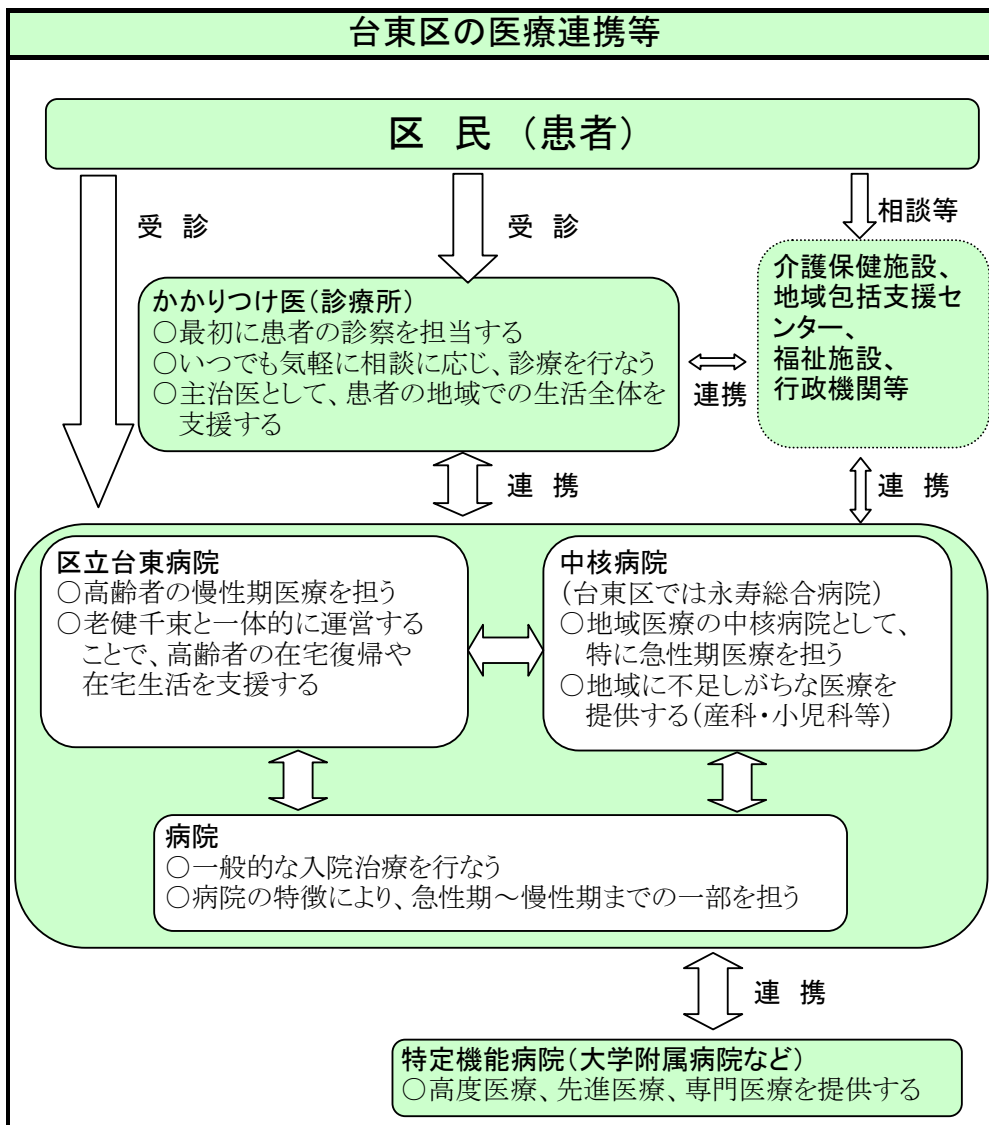 台東区の医療連携等
区 民 （患者）
受 診
受 診
相談等
かかりつけ医（診療所）
○最初に患者の診察を担当する
○いつでも気軽に相談に応じ、診療を行なう
○主治医として、患者の地域での生活全体を
支援する
連携
介護保健施設、
地域包括支援セ
ンター、
福祉施設、
行政機関等
連 携
連 携
区立台東病院
○高齢者の慢性期医療を担う
○老健千束と一体的に運営する
ことで、高齢者の在宅復帰や
在宅生活を支援する
中核病院
（台東区では永寿総合病院）
○地域医療の中核病院として、
特に急性期医療を担う
○地域に不足しがちな医療を
提供する（産科・小児科等）
病院
○一般的な入院治療を行なう
○病院の特徴により、急性期～慢性期までの一部を担う
連 携
特定機能病院（大学附属病院など）
○高度医療、先進医療、専門医療を提供する